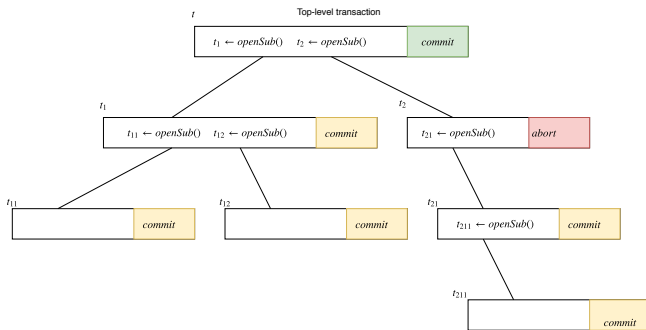 t Top-level transaction
t₁ ← openSub() t₂ ← openSub() commit
t₁ t₂
t₁₁ ← openSub() t₁₂ ← openSub() commit t₂₁ ← openSub() abort
t₁₁ t₁₂ t₂₁
commit commit t₂₁₁ ← openSub() commit
t₂₁₁
commit